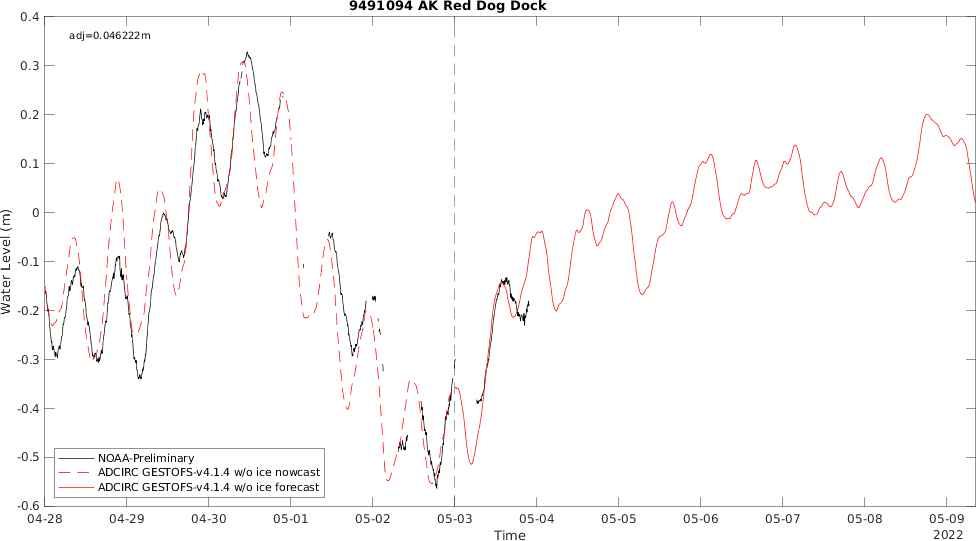 9491094 AK Red Dog Dock
adj=0.046222m
0.4
0.3
0.2
0.1
0
-0.1
-0.2
-0.3
-0.4
-0.5
-0.6
Water Level (m)
NOAA-Preliminary
ADCIRC GESTOFS-v4.1.4 w/o ice nowcast
ADCIRC GESTOFS-v4.1.4 w/o ice forecast
04-28 04-29 04-30 05-01 05-02 05-03 05-04 05-05 05-06 05-07 05-08 05-09
Time
2022